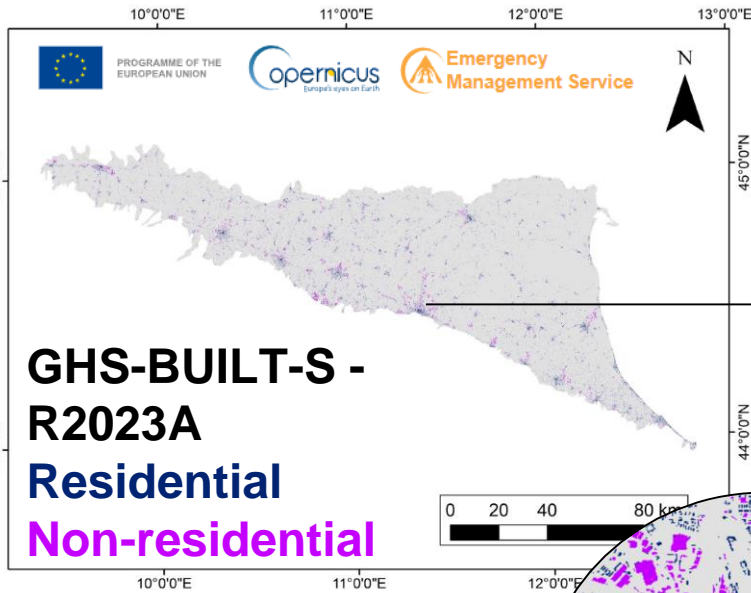 10°0'0"E 11°0'0"E 12°0'0"E 13°0'0"E
PROGRAMME OF THE
EUROPEAN UNION
opernicus
Europe's eyes on Earth
Emergency
Management Service
N
45°0'0"N
GHS-BUILT-S -
R2023A
Residential
Non-residential
44°0'0"N
0 20 40 80 km
10°0'0"E 11°0'0"E 12°0'0"E